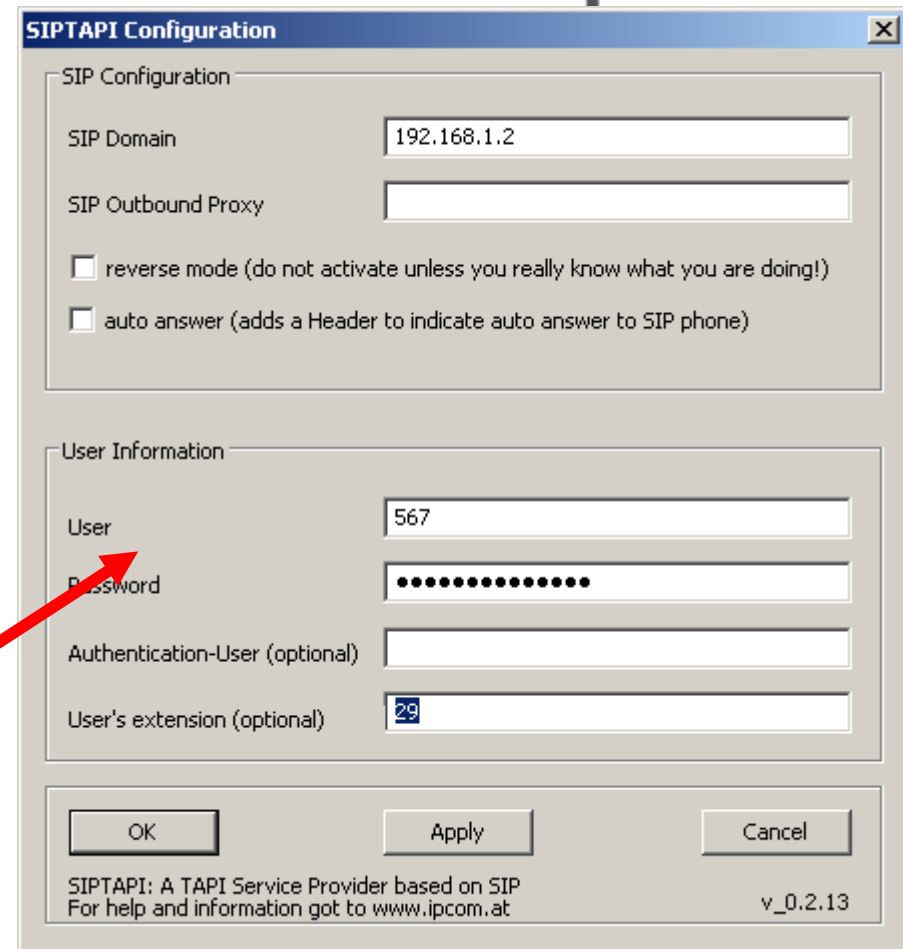 SIPTAPI Configuration
SIP Configuration
SIP Domain 192.168.1.2
SIP Outbound Proxy
reverse mode (do not activate unless you really know what you are doing!)
auto answer (adds a Header to indicate auto answer to SIP phone)
User Information
User 567
Password ●●●●●●●●●●●●●●
Authentication-User (optional)
User's extension (optional) 29
OK Apply Cancel
SIPTAPI: A TAPI Service Provider based on SIP
For help and information got to www.ipcom.at v_0.2.13